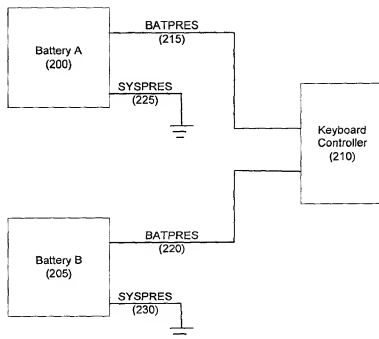 BATPRES
(215)
Battery A
(200)
SYSPRES
(225)
Keyboard
Controller
(210)
BATPRES
(220)
Battery B
(205)
SYSPRES
(230)